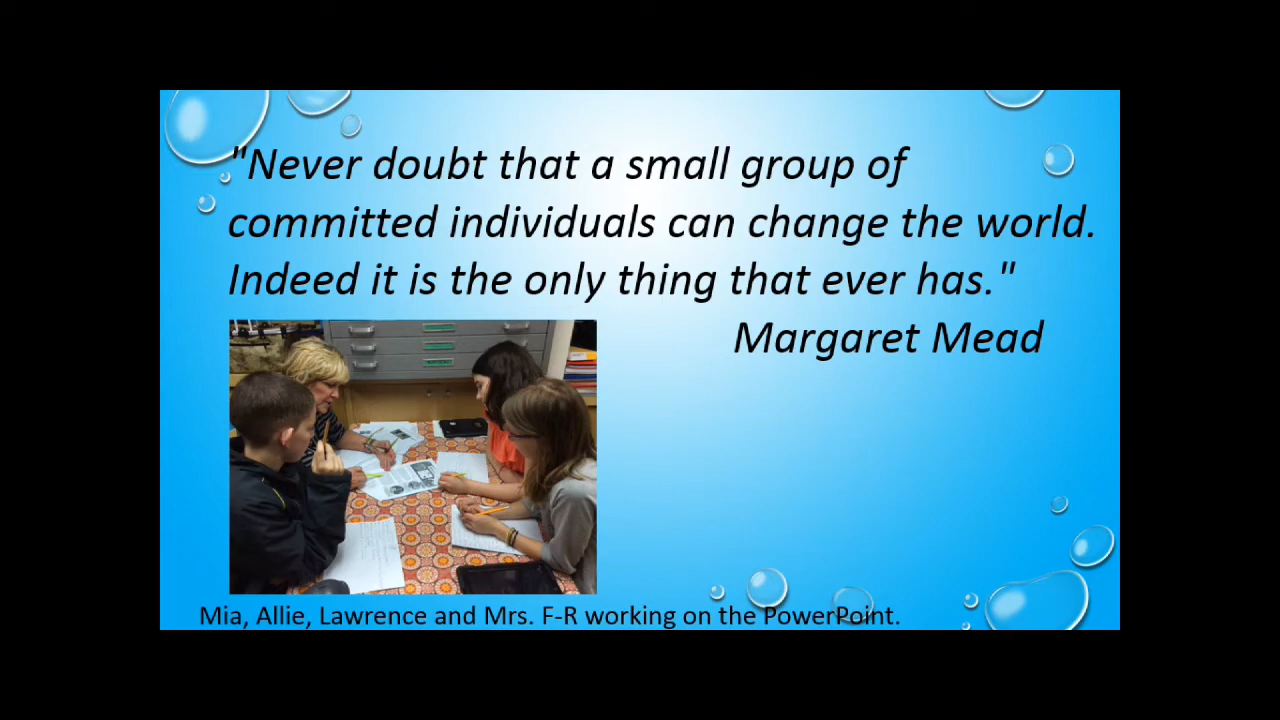 "Never doubt that a small group of
committed individuals can change the world.
Indeed it is the only thing that ever has."
Margaret Mead
Mia, Allie, Lawrence and Mrs. F-R working on the PowerPoint.